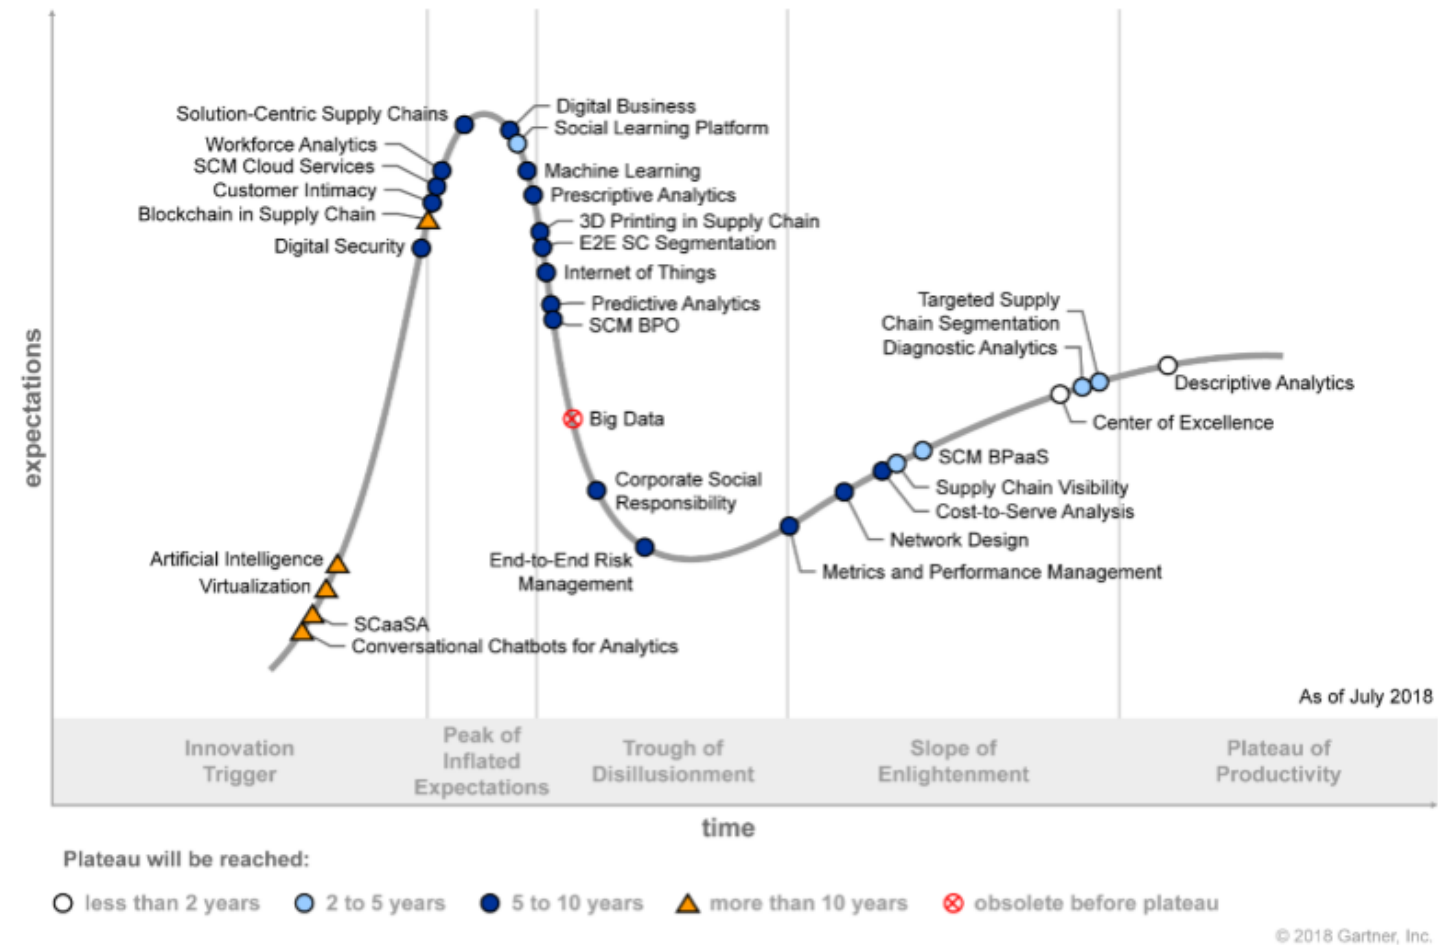 Solution-Centric Supply Chains
Workforce Analytics
SCM Cloud Services
Customer Intimacy
Blockchain in Supply Chain
Digital Security
Digital Business
Social Learning Platform
Machine Learning
Prescriptive Analytics
3D Printing in Supply Chain
E2E SC Segmentation
Internet of Things
Predictive Analytics
SCM BPO
Big Data
Corporate Social
Responsibility
End-to-End Risk
Management
Artificial Intelligence
Virtualization
SCaaSA
Conversational Chatbots for Analytics
Targeted Supply
Chain Segmentation
Diagnostic Analytics
Descriptive Analytics
Center of Excellence
SCM BPaaS
Supply Chain Visibility
Cost-to-Serve Analysis
Network Design
Metrics and Performance Management
expectations
As of July 2018
Innovation
Trigger
Peak of
Inflated
Expectations
Trough of
Disillusionment
Slope of
Enlightenment
Plateau of
Productivity
time
Plateau will be reached:
less than 2 years
2 to 5 years
5 to 10 years
more than 10 years
obsolete before plateau
© 2018 Gartner, Inc.